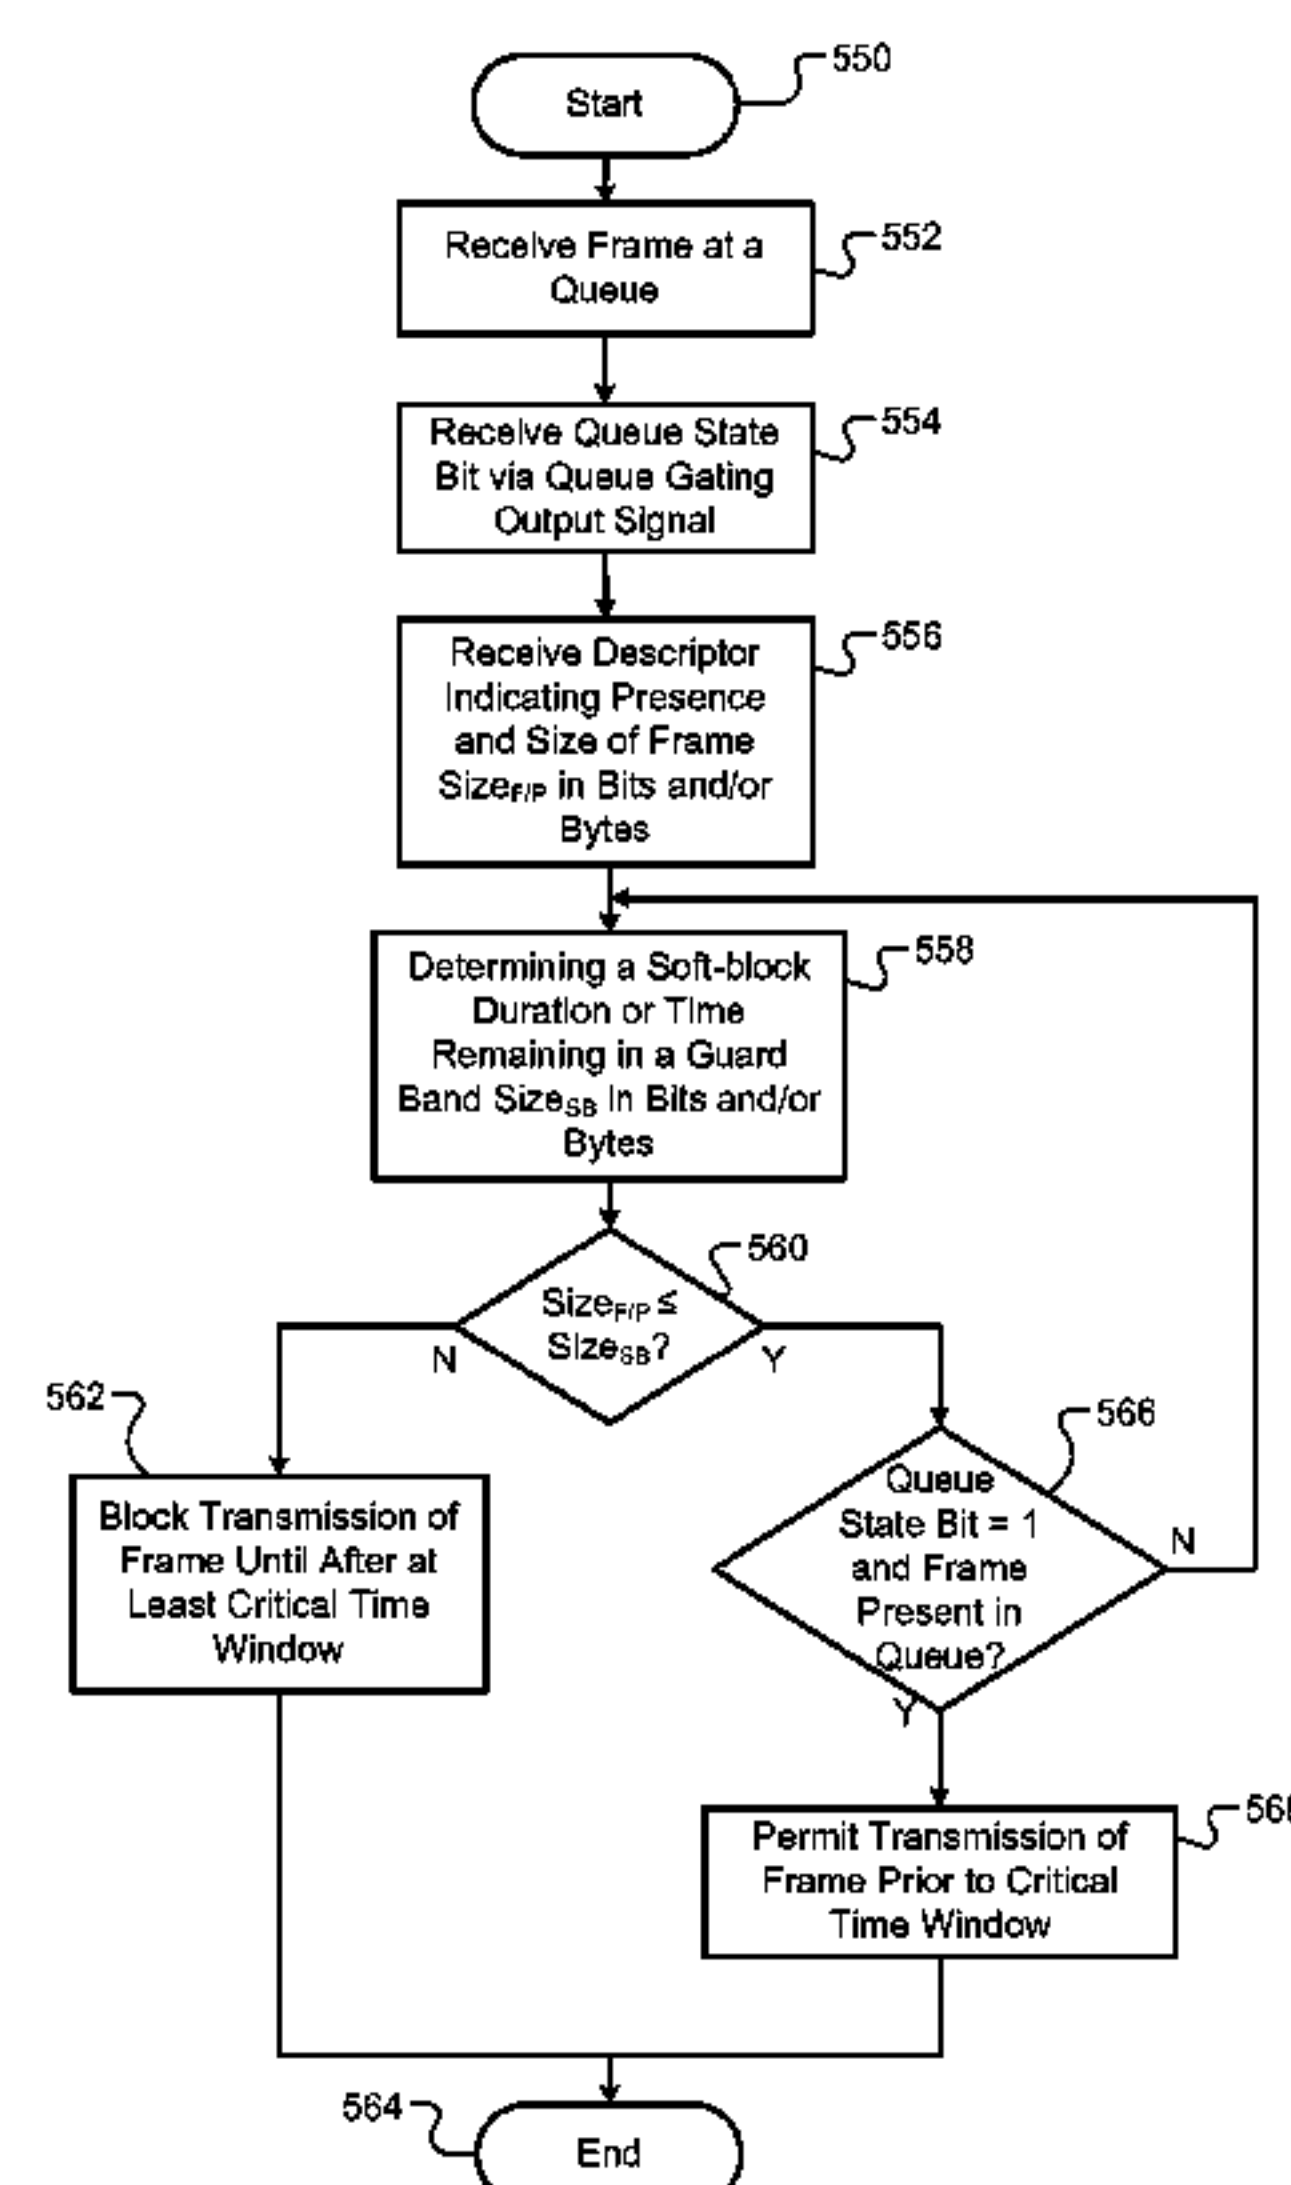 550
Start
552
Receive Frame at a
Queue
554
Receive Queue State
Bit via Queue Gating
Output Signal
556
Receive Descriptor
Indicating Presence
and Size of Frame
Size_F/P in Bits and/or
Bytes
558
Determining a Soft-block
Duration or Time
Remaining in a Guard
Band Size_SB in Bits and/or
Bytes
560
Size_F/P ≤
Size_SB?
N
Y
562
Block Transmission of
Frame Until After at
Least Critical Time
Window
566
Queue
State Bit = 1
and Frame
Present in
Queue?
N
Y
Permit Transmission of
Frame Prior to Critical
Time Window
564
End